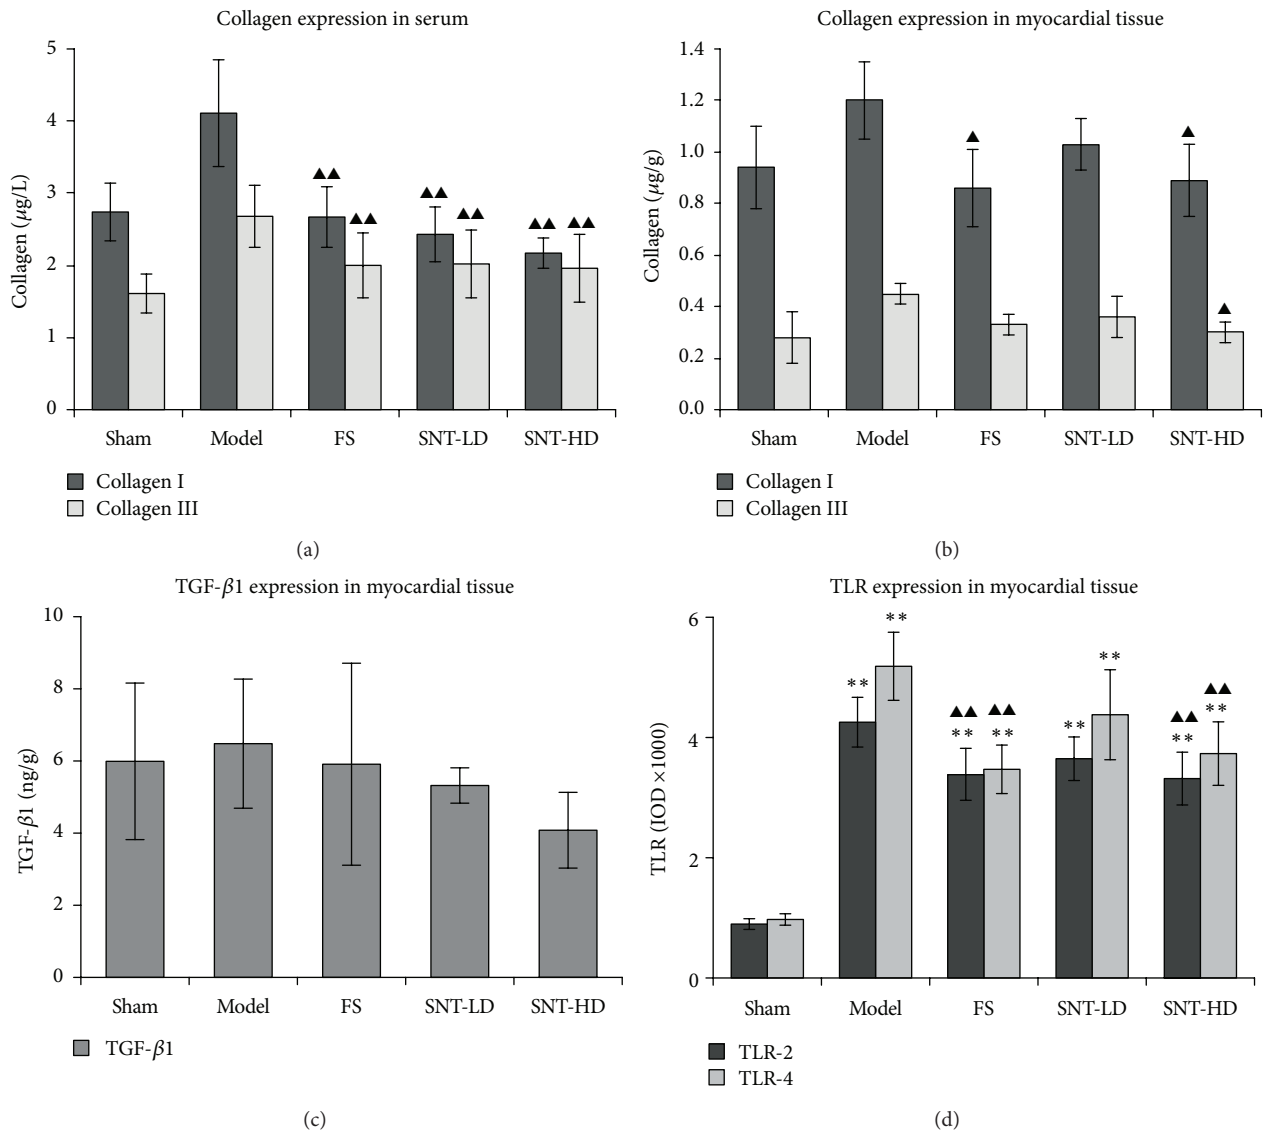 Collagen expression in serum
Collagen (μg/L)
5
4
3
2
1
0
▲▲
▲▲
▲▲
▲▲
▲▲
▲▲
Sham Model FS SNT-LD SNT-HD
Collagen I
Collagen III
(a)
Collagen expression in myocardial tissue
Collagen (μg/g)
1.4
1.2
1.0
0.8
0.6
0.4
0.2
0.0
▲
▲
▲
Sham Model FS SNT-LD SNT-HD
Collagen I
Collagen III
(b)
TGF-β1 expression in myocardial tissue
TGF-β1 (ng/g)
10
8
6
4
2
0
Sham Model FS SNT-LD SNT-HD
TGF-β1
(c)
TLR expression in myocardial tissue
TLR (IOD ×1000)
6
4
2
0
**
**
▲▲
**
▲▲
**
**
**
▲▲
**
▲▲
**
Sham Model FS SNT-LD SNT-HD
TLR-2
TLR-4
(d)